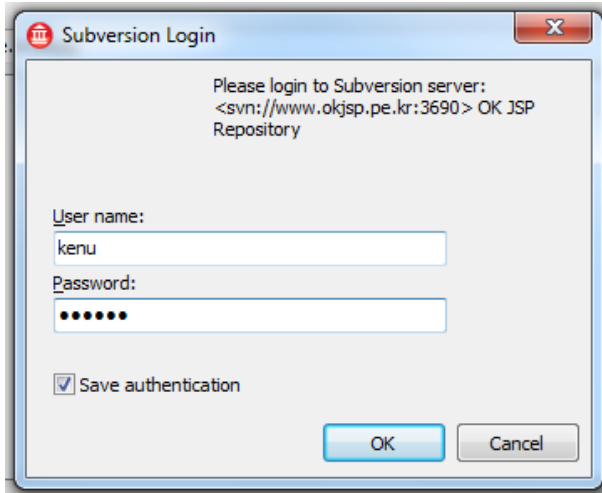 Subversion Login
Please login to Subversion server:
<svn://www.okjsp.pe.kr:3690> OK JSP
Repository
User name:
kenu
Password:
●●●●●●
Save authentication
OK
Cancel